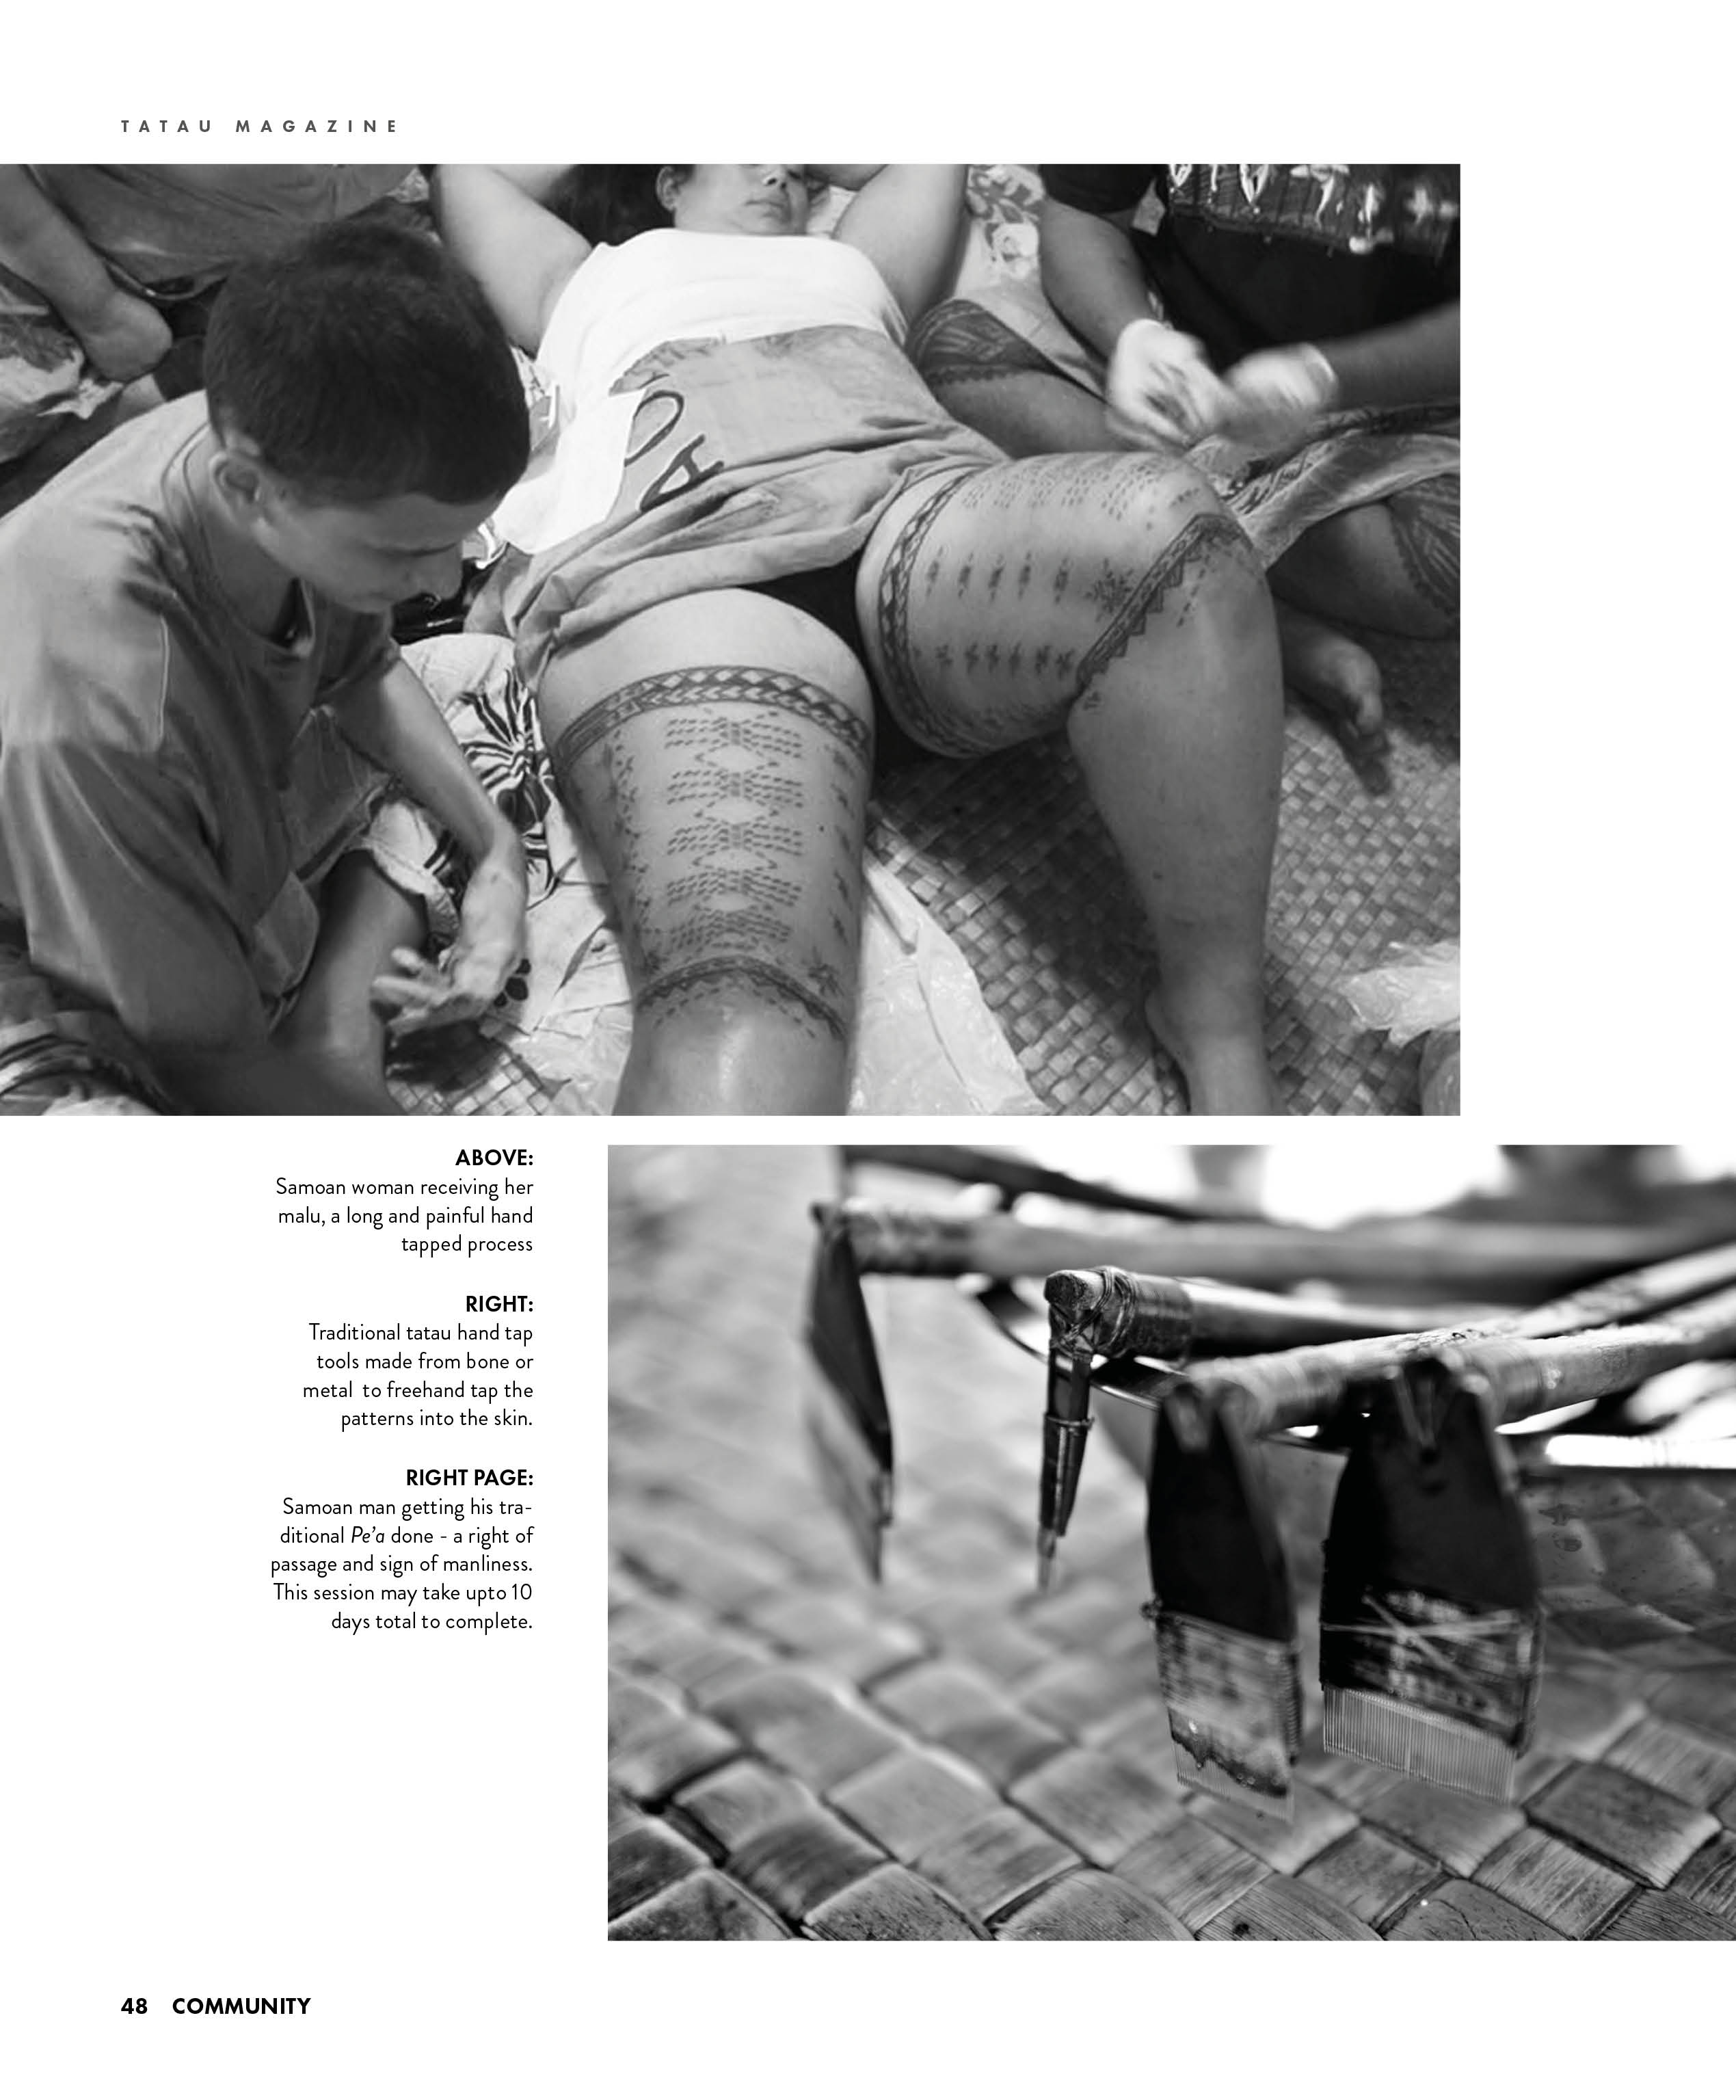 TATAU MAGAZINE
O
A
ABOVE:
Samoan woman receiving her
malu, a long and painful hand
tapped process
RIGHT:
Traditional tatau hand tap
tools made from bone or
metal  to freehand tap the
patterns into the skin.
RIGHT PAGE:
Samoan man getting his tra-
ditional Pe’a done - a right of
passage and sign of manliness.
This session may take upto 10
days total to complete.
48 COMMUNITY